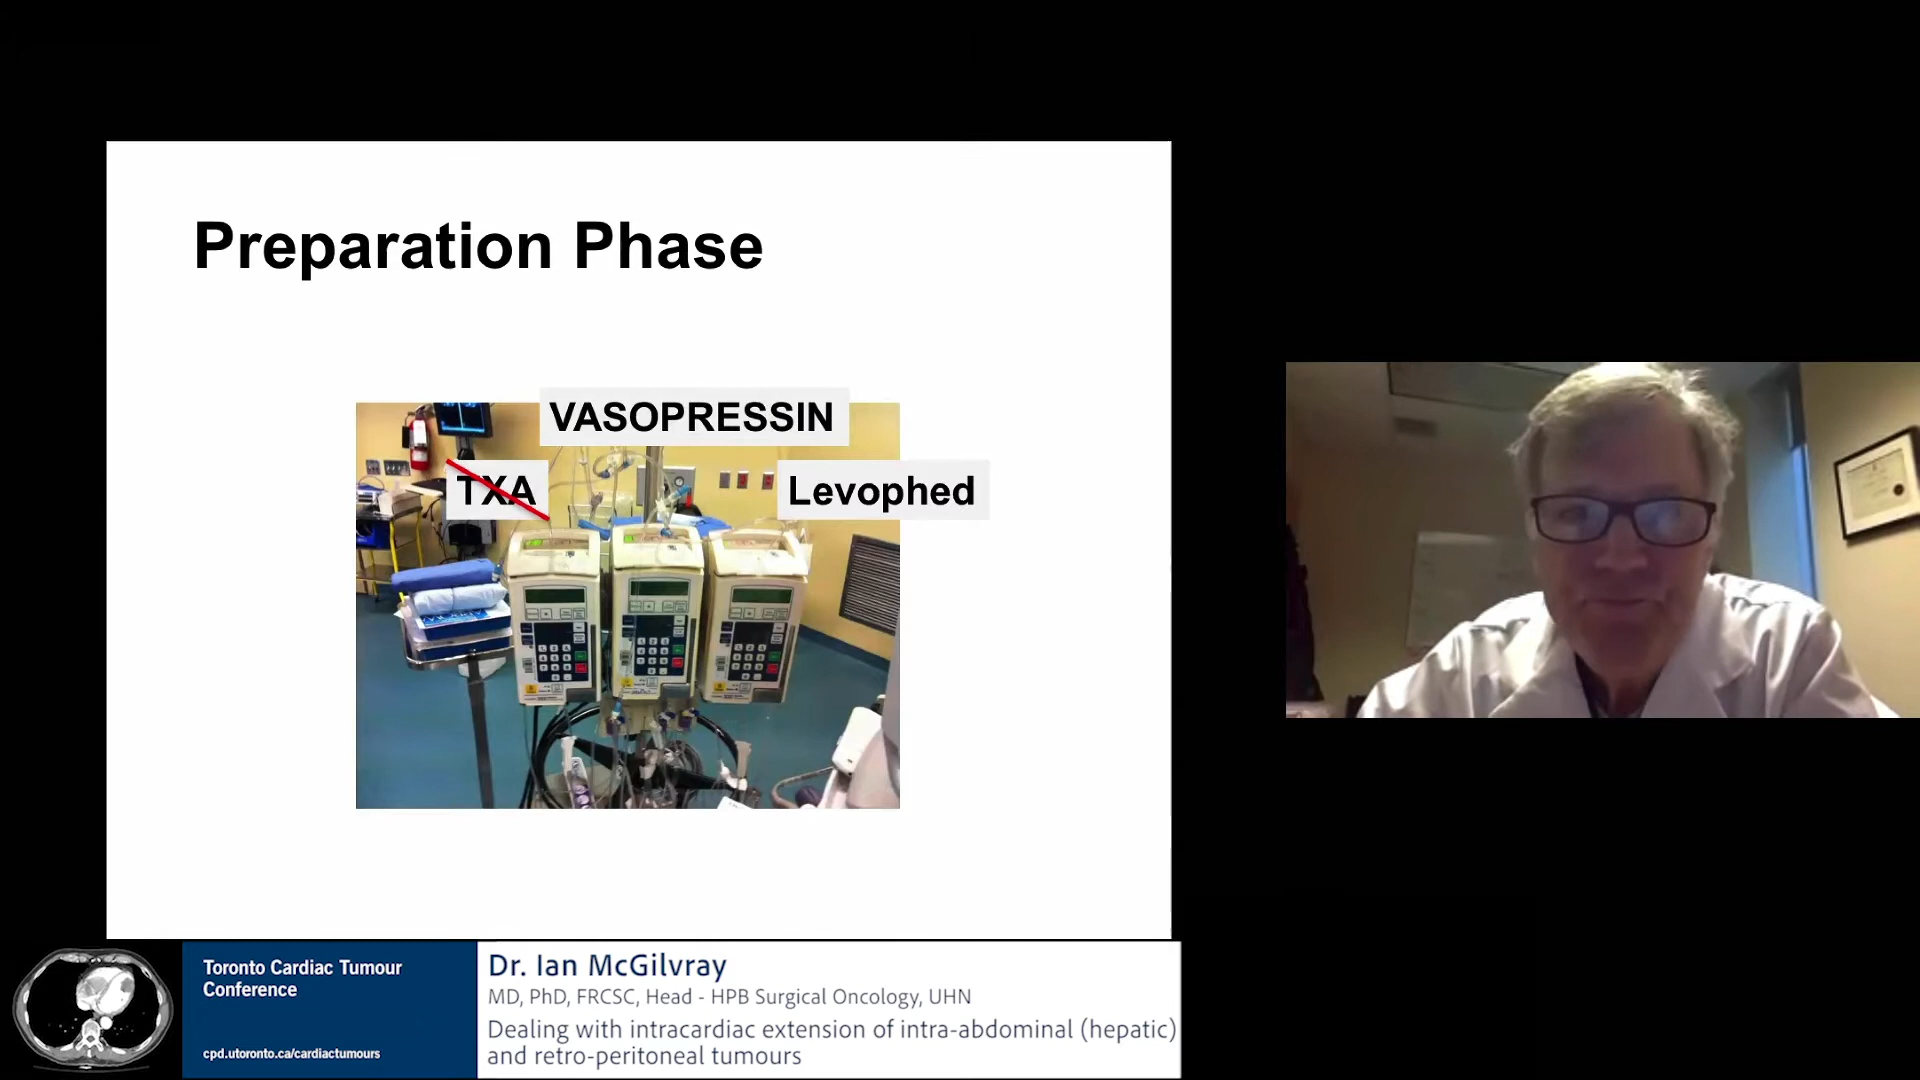 Preparation Phase
VASOPRESSIN
TXA
Levophed
Toronto Cardiac Tumour
Conference
cpd.utoronto.ca/cardiactumours
Dr. Ian McGilvray
MD, PhD, FRCSC, Head - HPB Surgical Oncology, UHN
Dealing with intracardiac extension of intra-abdominal (hepatic)
and retro-peritoneal tumours